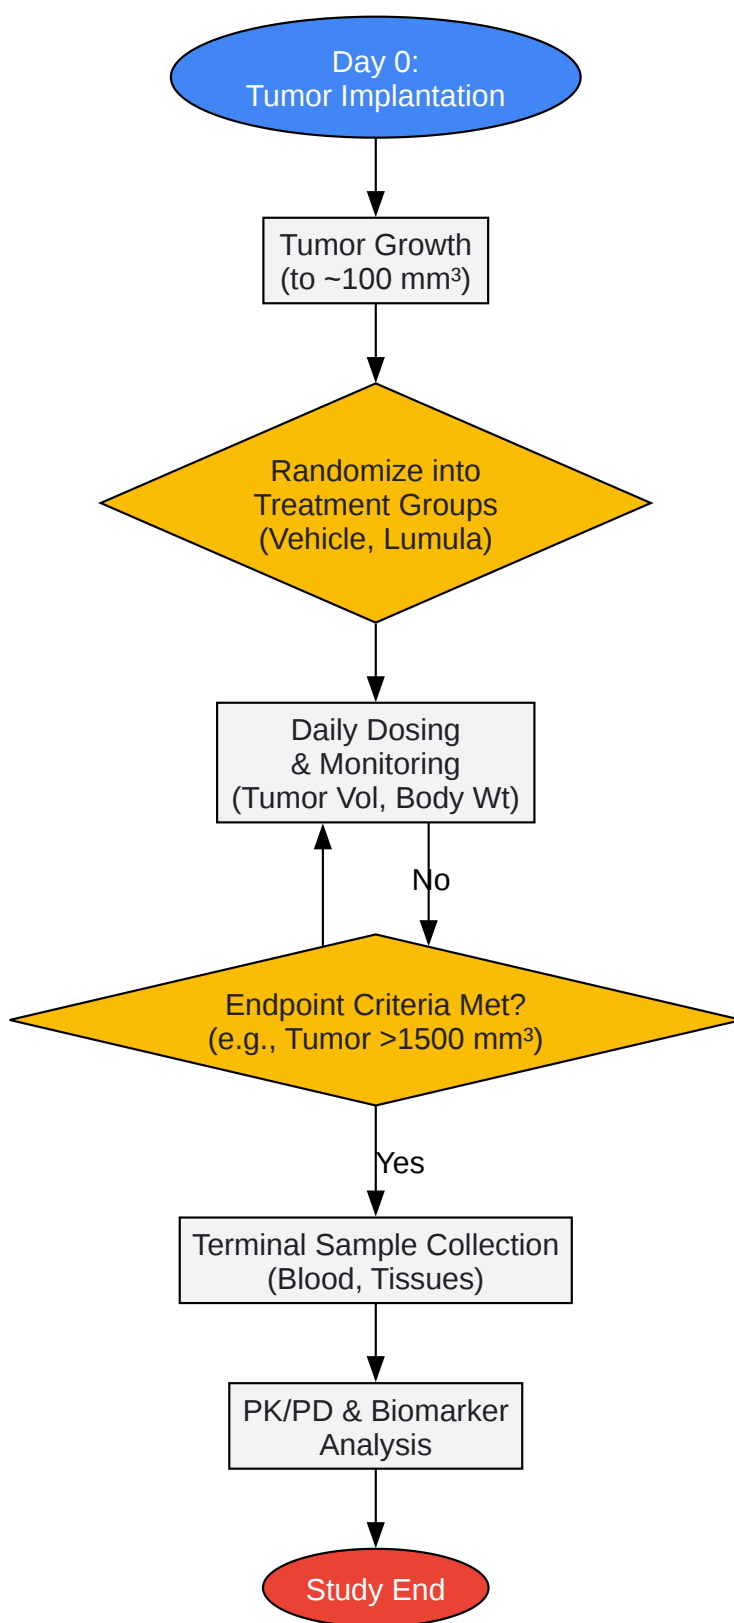 Day 0:
Tumor Implantation
Tumor Growth
(to ~100 mm³)
Randomize into
Treatment Groups
(Vehicle, Lumula)
Daily Dosing
& Monitoring
(Tumor Vol, Body Wt)
No
Endpoint Criteria Met?
(e.g., Tumor >1500 mm³)
Yes
Terminal Sample Collection
(Blood, Tissues)
PK/PD & Biomarker
Analysis
Study End